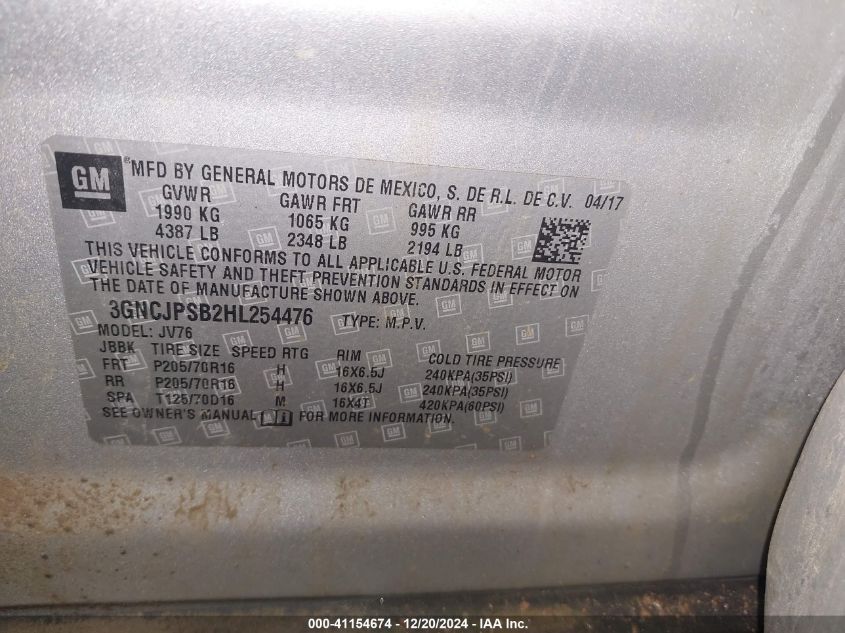 GM ® MFD BY GENERAL MOTORS DE MEXICO, S. DE R.L. DE C.V. 04/17
GVWR GAWR FRT GAWR RR
1990 KG 1065 KG 995 KG
4387 LB 2348 LB 2194 LB
THIS VEHICLE CONFORMS TO ALL APPLICABLE U.S. FEDERAL MOTOR
VEHICLE SAFETY AND THEFT PREVENTION STANDARDS IN EFFECT ON
THE DATE OF MANUFACTURE SHOWN ABOVE.
3GNCJPSB2HL254476 TYPE: M.P.V.
MODEL: JV76
JBBK TIRE SIZE SPEED RTG RIM COLD TIRE PRESSURE
FRT P205/70R16 H 16X6.5J 240KPA(35PSI)
RR P205/70R16 H 16X6.5J 240KPA(35PSI)
SPA T125/70D16 M 16X4T 420KPA(60PSI)
SEE OWNER'S MANUAL FOR MORE INFORMATION.
000-41154674 | 12/20/2024 - IAA Inc.